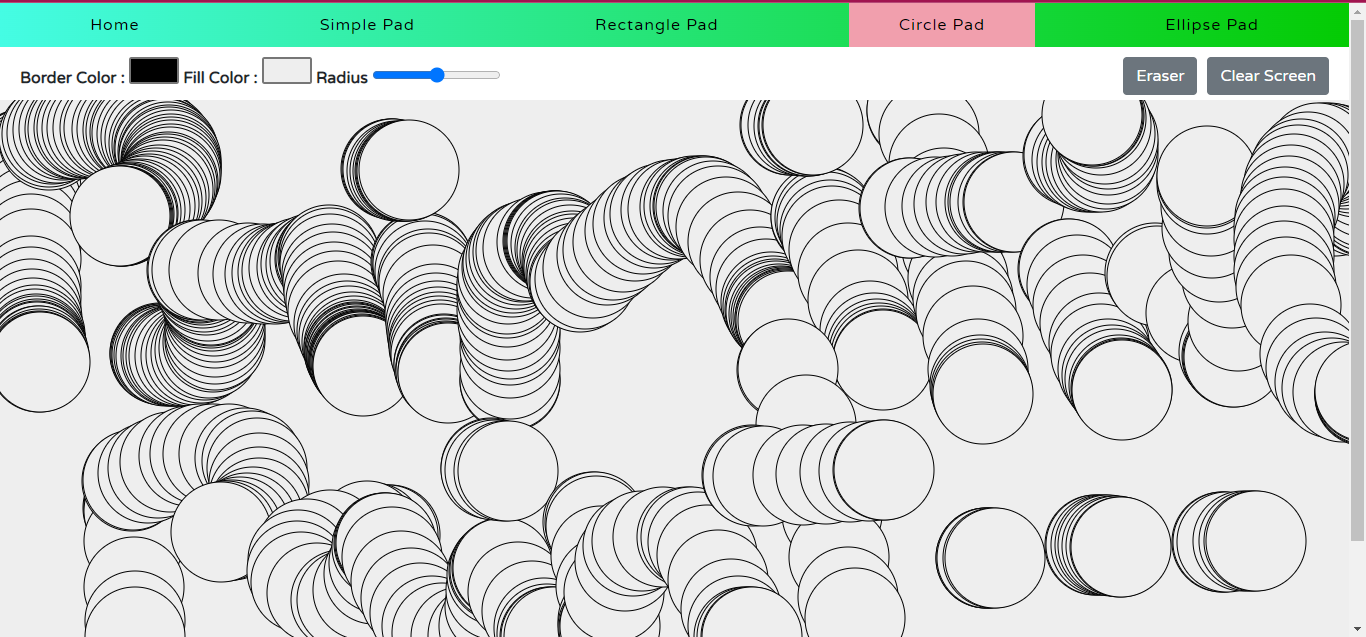 Home Simple Pad Rectangle Pad Circle Pad Ellipse Pad
Border Color : Fill Color : Radius Eraser Clear Screen